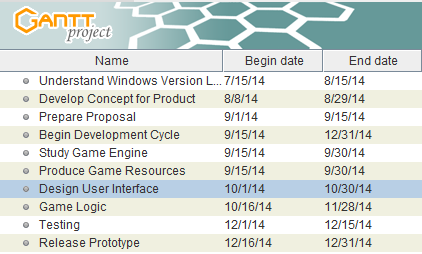 GANTT
project
Name Begin date End date
Understand Windows Version L... 7/15/14 8/15/14
Develop Concept for Product 8/8/14 8/29/14
Prepare Proposal 9/1/14 9/15/14
Begin Development Cycle 9/15/14 12/31/14
Study Game Engine 9/15/14 9/30/14
Produce Game Resources 9/15/14 9/30/14
Design User Interface 10/1/14 10/30/14
Game Logic 10/16/14 11/28/14
Testing 12/1/14 12/15/14
Release Prototype 12/16/14 12/31/14